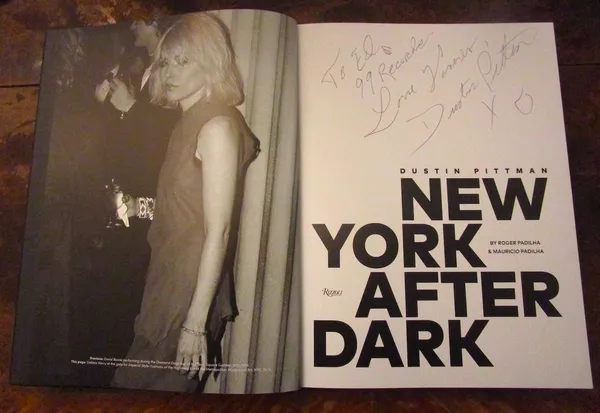 To Ed
99 Records
Love Forever
Dustin Pittman
X
DUSTIN PITTMAN
NEW
YORK
BY ROGER PADILHA
& MAURICIO PADILHA
AFTER
Rizzoli
DARK